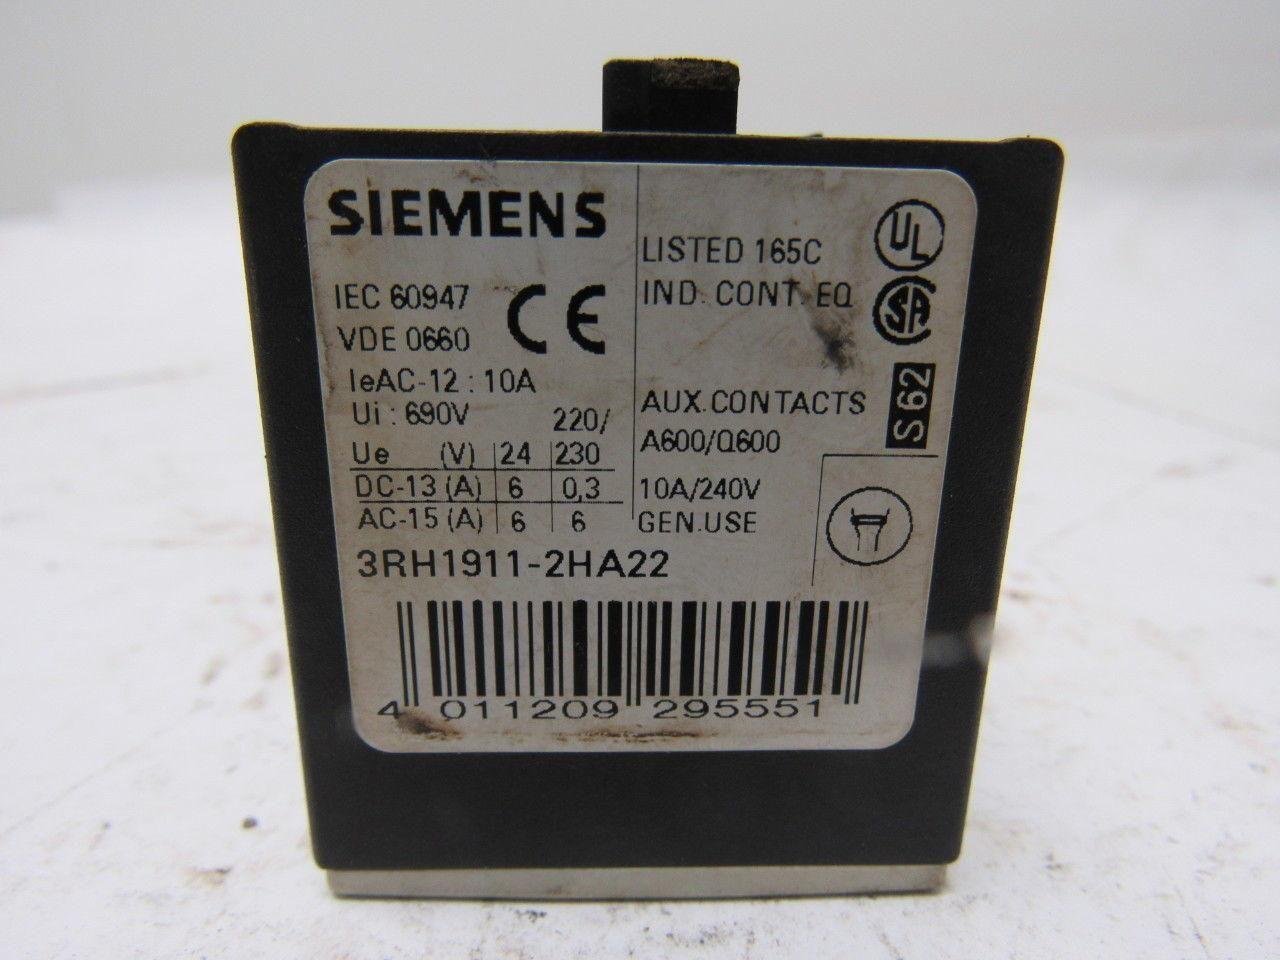 SIEMENS
IEC 60947
VDE 0660
CE
IeAC-12 : 10A
Ui : 690V
220/
Ue (V) 24 230
DC-13 (A) 6 0,3
AC-15 (A) 6 6
LISTED 165C
IND. CONT. EQ
UL
SA
AUX.CONTACTS
A600/Q600
S 62
10A/240V
GEN.USE
3RH1911-2HA22
4 011209 295551